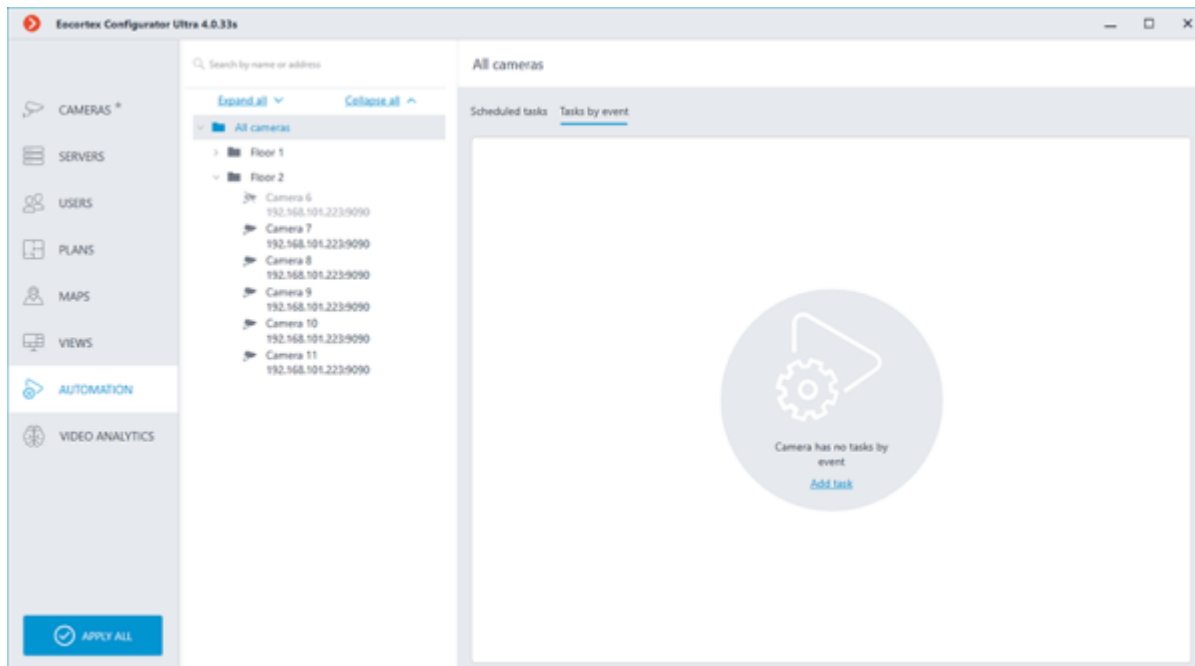 Eocortex Configurator Ultra 4.0.33s
Search by name or address
All cameras
Expand all
Collapse all
Scheduled tasks
Tasks by event
CAMERAS *
SERVERS
USERS
PLANS
MAPS
VIEWS
AUTOMATION
VIDEO ANALYTICS
All cameras
Floor 1
Floor 2
Camera 6
192.168.101.223:9090
Camera 7
192.168.101.223:9090
Camera 8
192.168.101.223:9090
Camera 9
192.168.101.223:9090
Camera 10
192.168.101.223:9090
Camera 11
192.168.101.223:9090
Camera has no tasks by
event
Add task
APPLY ALL